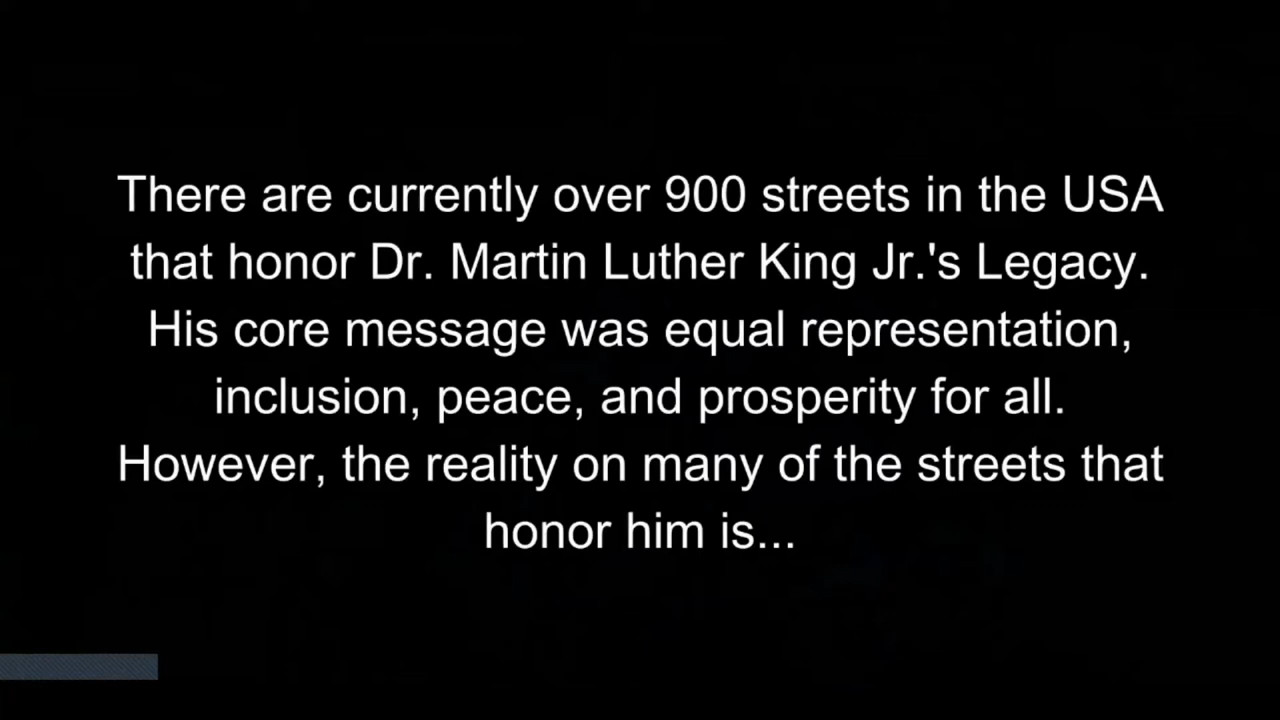 There are currently over 900 streets in the USA
that honor Dr. Martin Luther King Jr.'s Legacy.
His core message was equal representation,
inclusion, peace, and prosperity for all.
However, the reality on many of the streets that
honor him is...